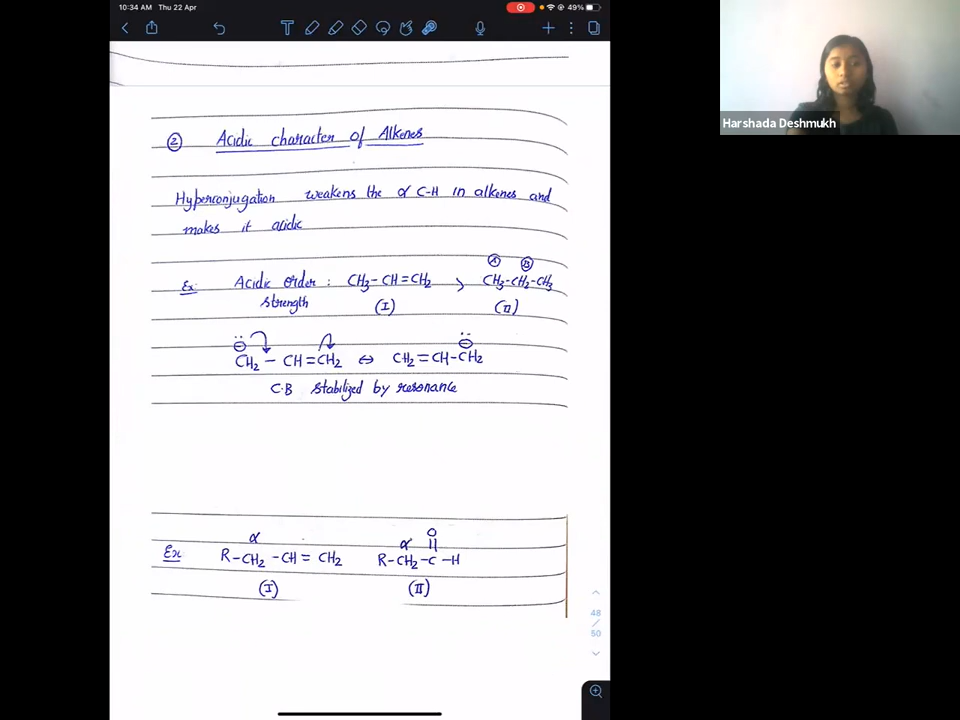 10:34 AM Thu 22 Apr
49%
Harshada Deshmukh
② Acidic character of Alkenes
Hyperconjugation weakens the α C-H in alkenes and
makes it acidic
Ex: Acidic order : CH3-CH=CH2 > CH3-CH2-CH3
strength (I) (II)
Ⓐ Ⓑ
CH2 - CH=CH2 ⇔ CH2=CH-CH2
C.B stabilized by resonance
α α O
Ex R-CH2-CH=CH2 R-CH2-C-H
(I) (II)
48
/
50